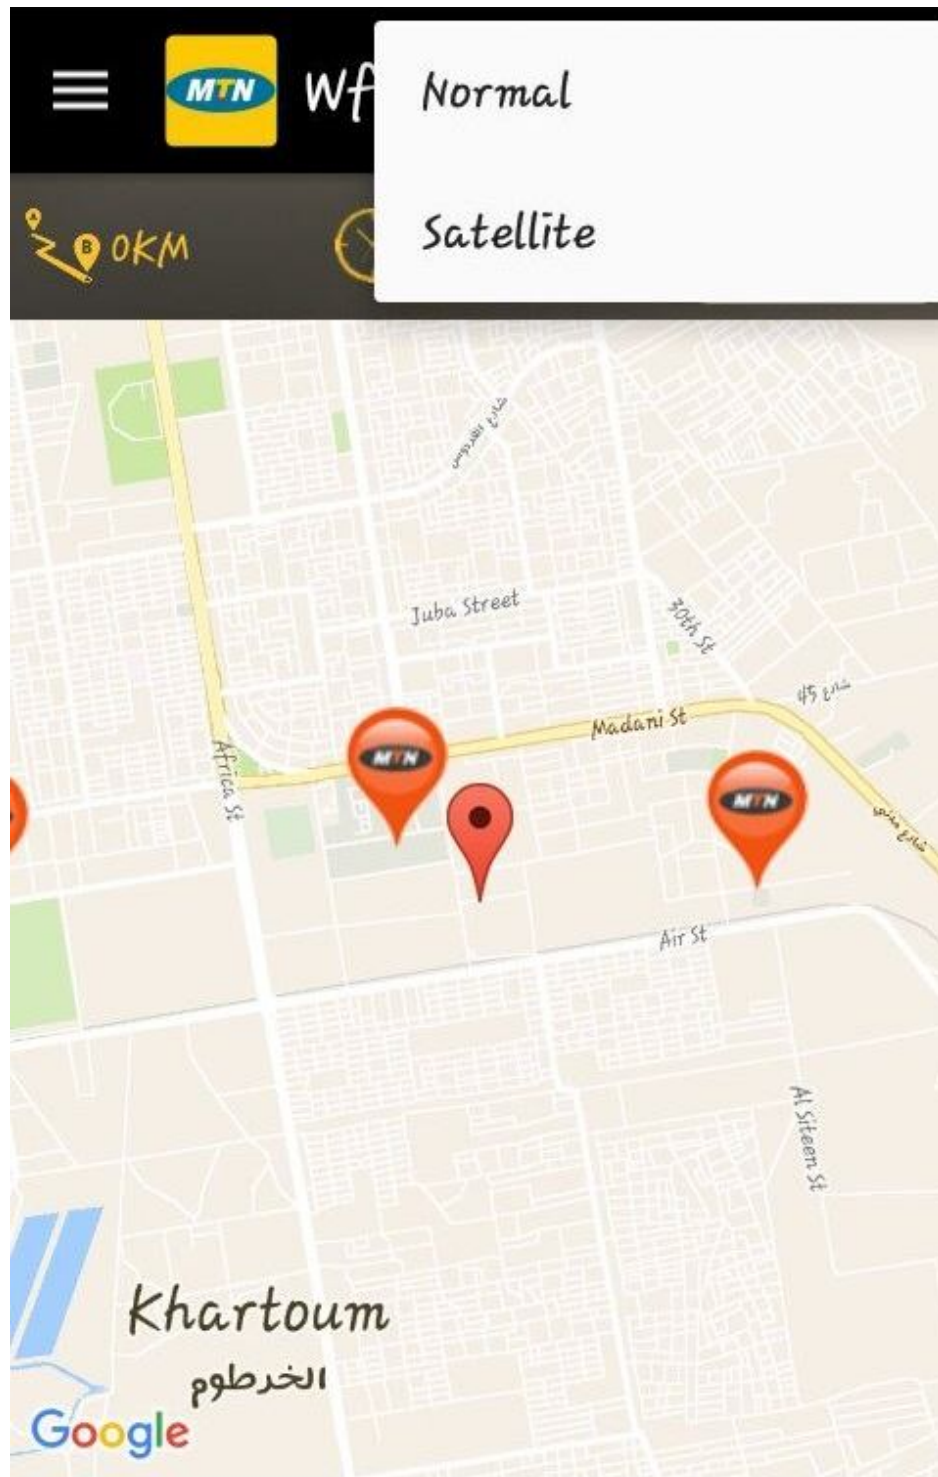 MTN
Normal
Satellite
A
B
0KM
شارع الفردوس
Juba Street
30th St
شارع 45
Madani St
Africa St
MTN
MTN
شارع مدني
Air St
Al Siteen St
Khartoum
الخرطوم
Google